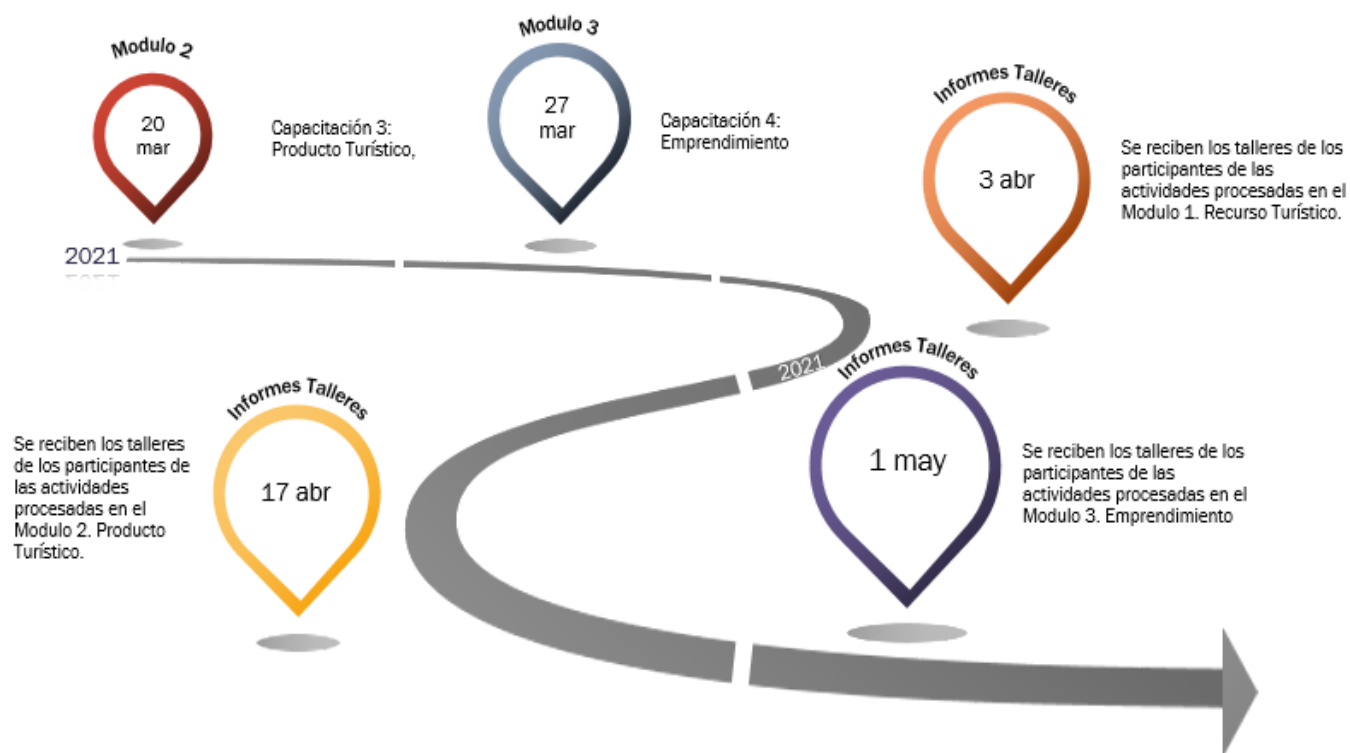 Modulo 2
20
mar
Capacitación 3:
Producto Turístico,
Modulo 3
27
mar
Capacitación 4:
Emprendimiento
Informes Talleres
3 abr
Se reciben los talleres de los
participantes de las
actividades procesadas en el
Modulo 1. Recurso Turístico.
2021
2021
Informes Talleres
17 abr
Se reciben los talleres
de los participantes de
las actividades
procesadas en el
Modulo 2. Producto
Turístico.
Informes Talleres
1 may
Se reciben los talleres de los
participantes de las
actividades procesadas en el
Modulo 3. Emprendimiento